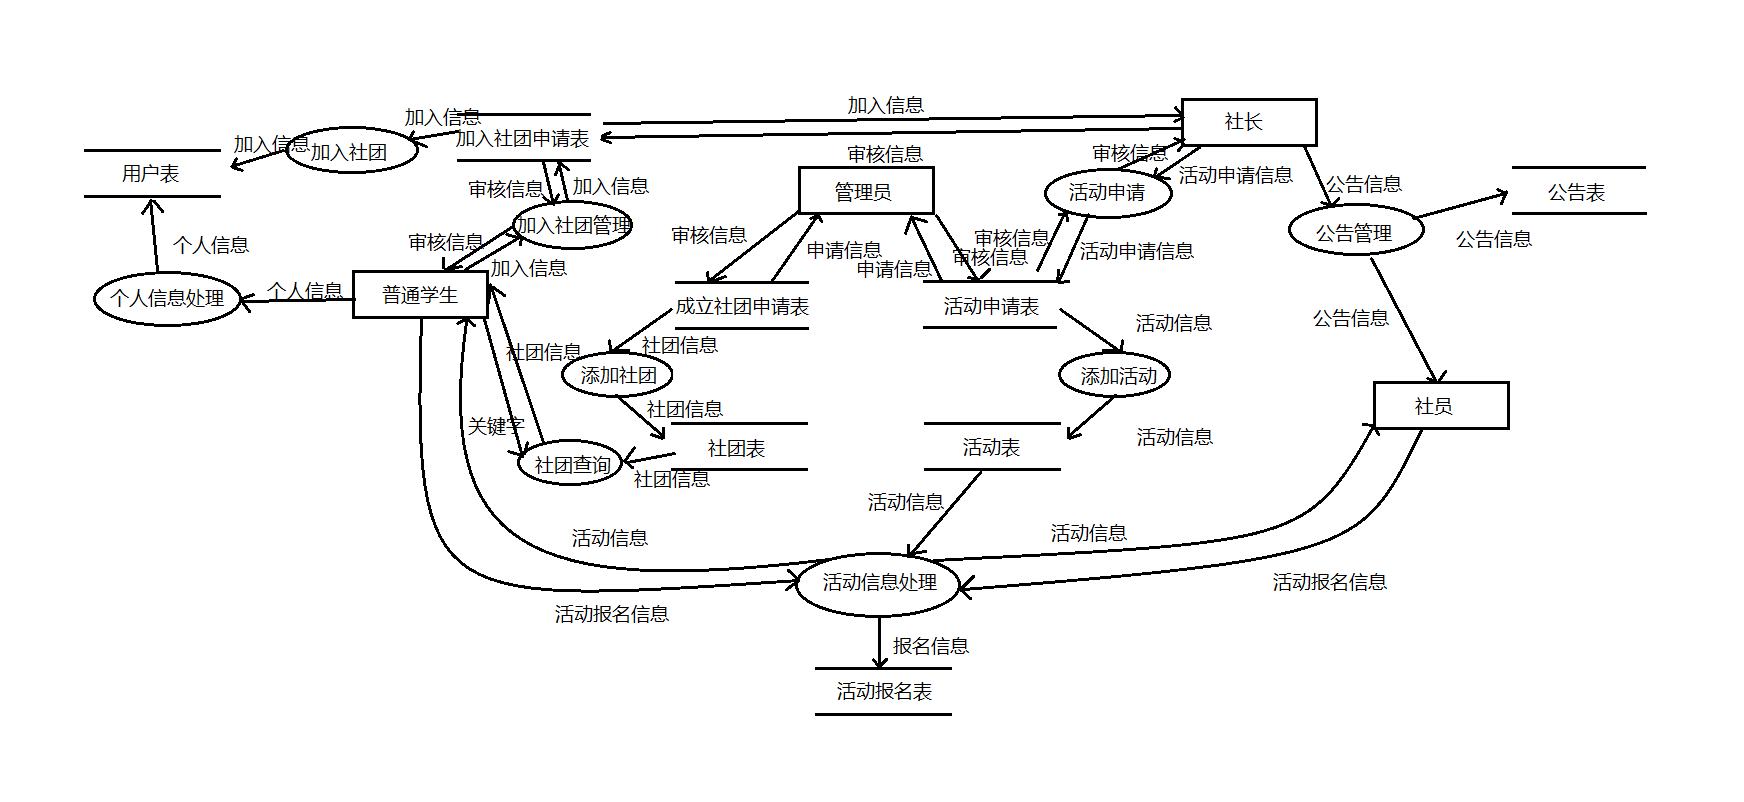 加入信息
加入信息
加入社团申请表
社长
加入信息
加入社团
审核信息
审核信息
用户表
审核信息
加入信息
管理员
活动申请
活动申请信息
公告信息
公告表
加入社团管理
公告管理
公告信息
个人信息
审核信息
审核信息
申请信息
审核信息
审核信息
活动申请信息
加入信息
申请信息
个人信息处理
个人信息
普通学生
成立社团申请表
活动申请表
公告信息
活动信息
社团信息
社团信息
添加社团
添加活动
社团信息
社员
关键字
社团表
活动表
活动信息
社团查询
社团信息
活动信息
活动信息
活动信息
活动信息处理
活动报名信息
活动报名信息
报名信息
活动报名表